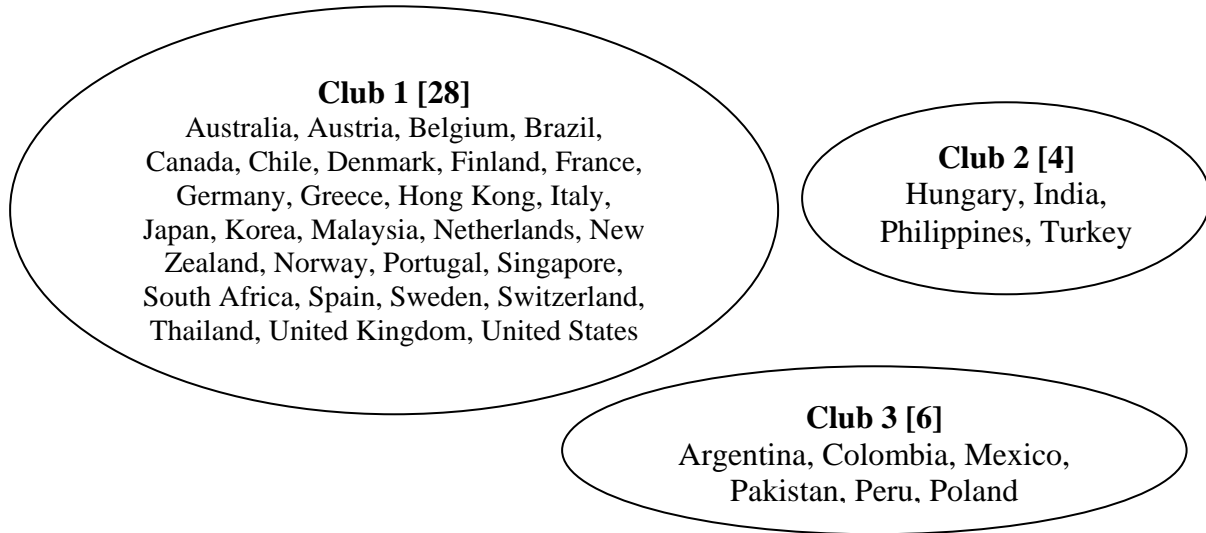 Club 1 [28]
Australia, Austria, Belgium, Brazil,
Canada, Chile, Denmark, Finland, France,
Germany, Greece, Hong Kong, Italy,
Japan, Korea, Malaysia, Netherlands, New
Zealand, Norway, Portugal, Singapore,
South Africa, Spain, Sweden, Switzerland,
Thailand, United Kingdom, United States
Club 2 [4]
Hungary, India,
Philippines, Turkey
Club 3 [6]
Argentina, Colombia, Mexico,
Pakistan, Peru, Poland